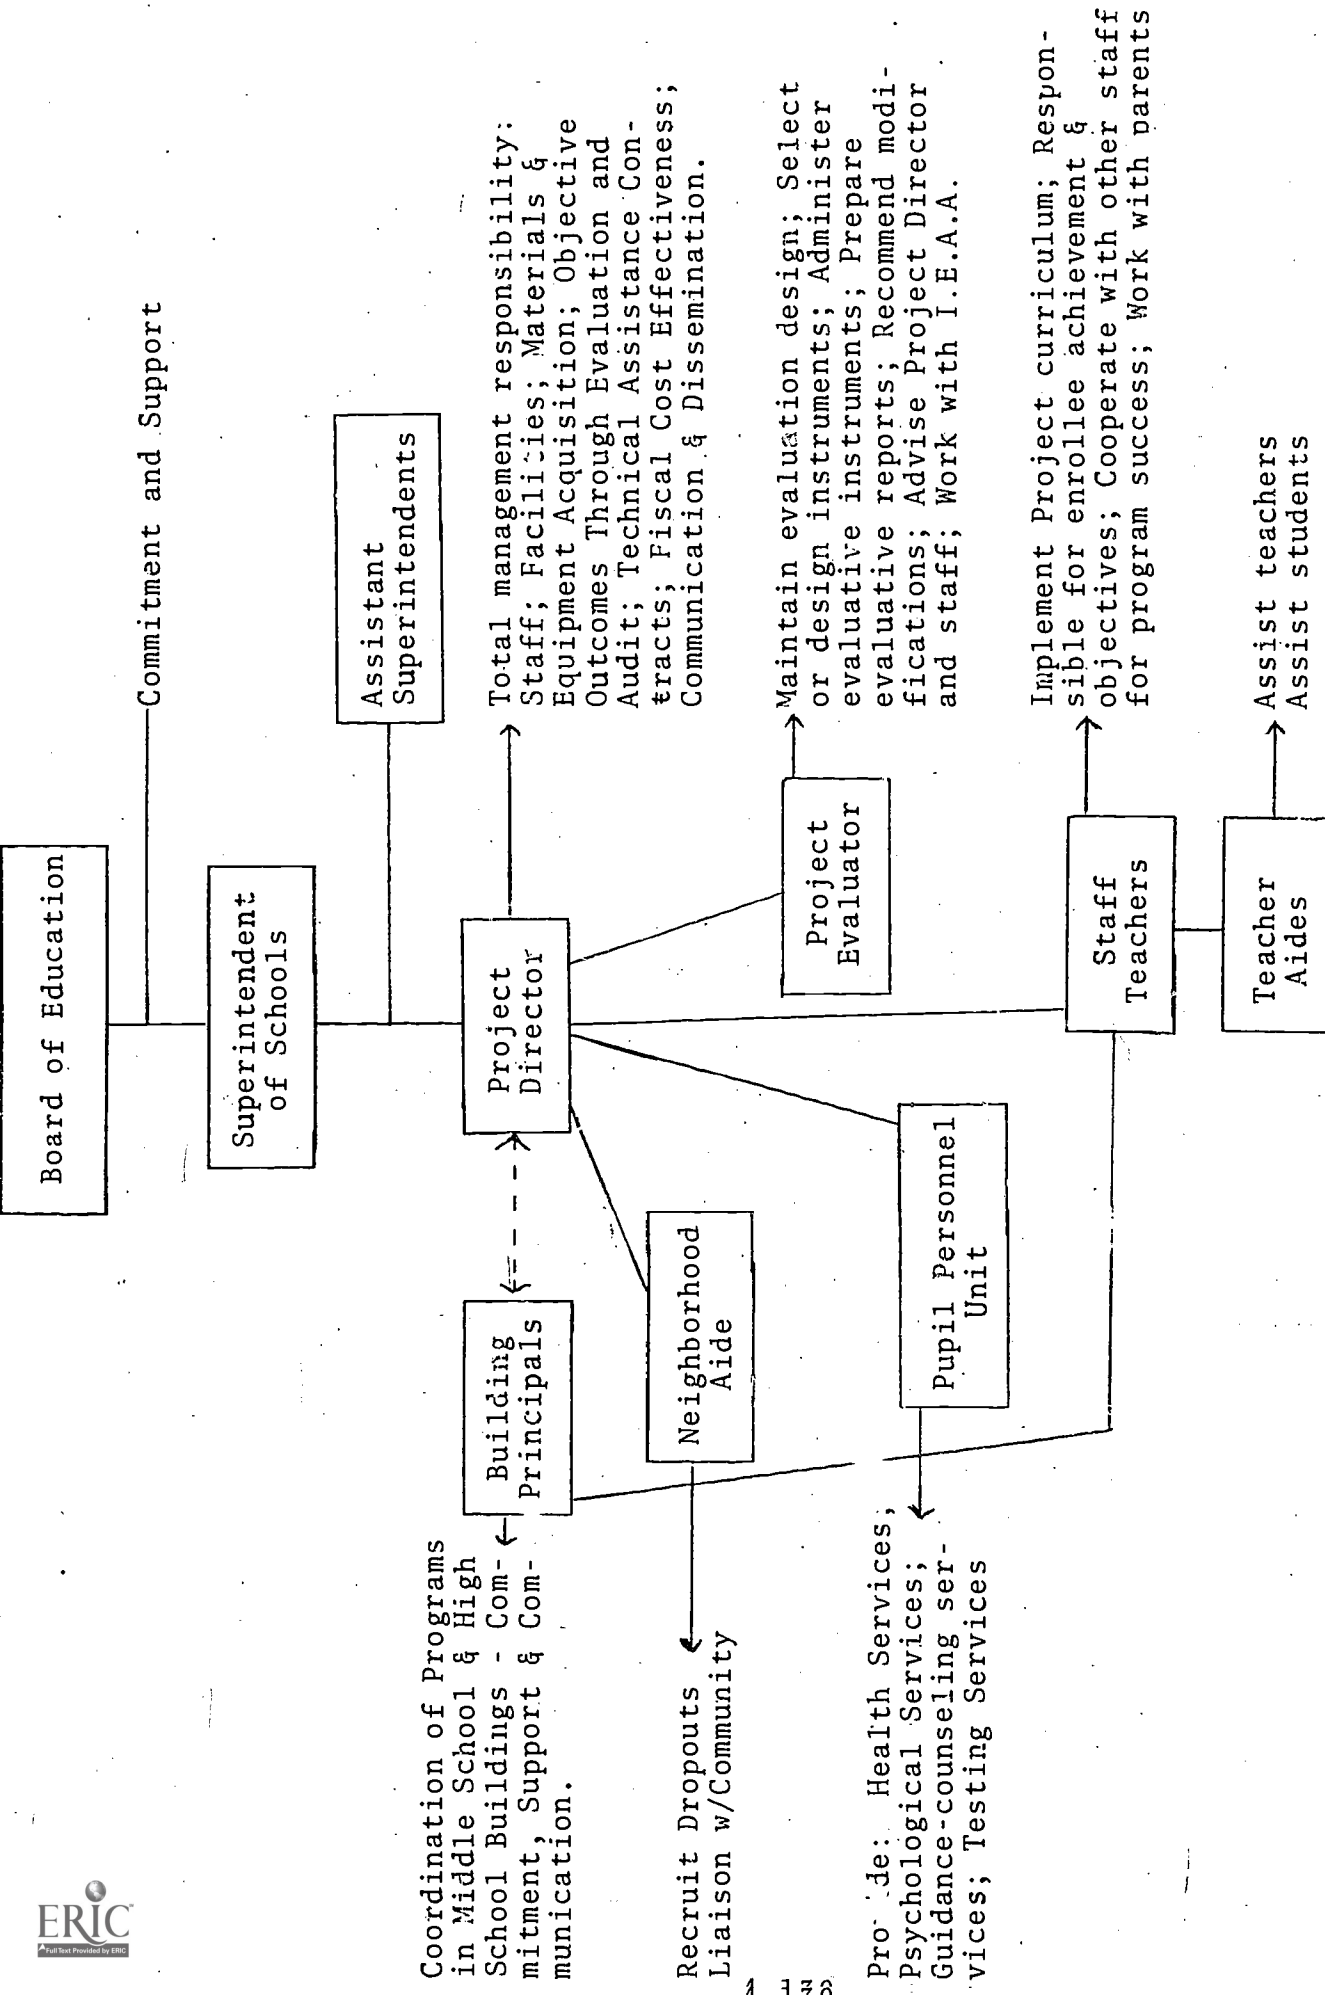 Board of Education
Commitment and Support
Superintendent
of Schools
Assistant
Superintendents
Coordination of Programs
in Middle School & High
School Buildings - Com-
mitment, Support & Com-
munication.
Building
Principals
Project
Director
Total management responsibility:
Staff; Facilities; Materials &
Equipment Acquisition; Objective
Outcomes Through Evaluation and
Audit; Technical Assistance Con-
tracts; Fiscal Cost Effectiveness;
Communication & Dissemination.
Recruit Dropouts
Liaison w/Community
Neighborhood
Aide
Project
Evaluator
Maintain evaluation design; Select
or design instruments; Administer
evaluative instruments; Prepare
evaluative reports; Recommend modi-
fications; Advise Project Director
and staff; Work with I.E.A.A.
Health Services;
Psychological Services;
Guidance-counseling ser-
vices; Testing Services
Pupil Personnel
Unit
Staff
Teachers
Implement Project curriculum; Respon-
sible for enrollee achievement &
objectives; Cooperate with other staff
for program success; Work with parents
Teacher
Aides
Assist teachers
Assist students
ERIC
Full Text Provided by ERIC